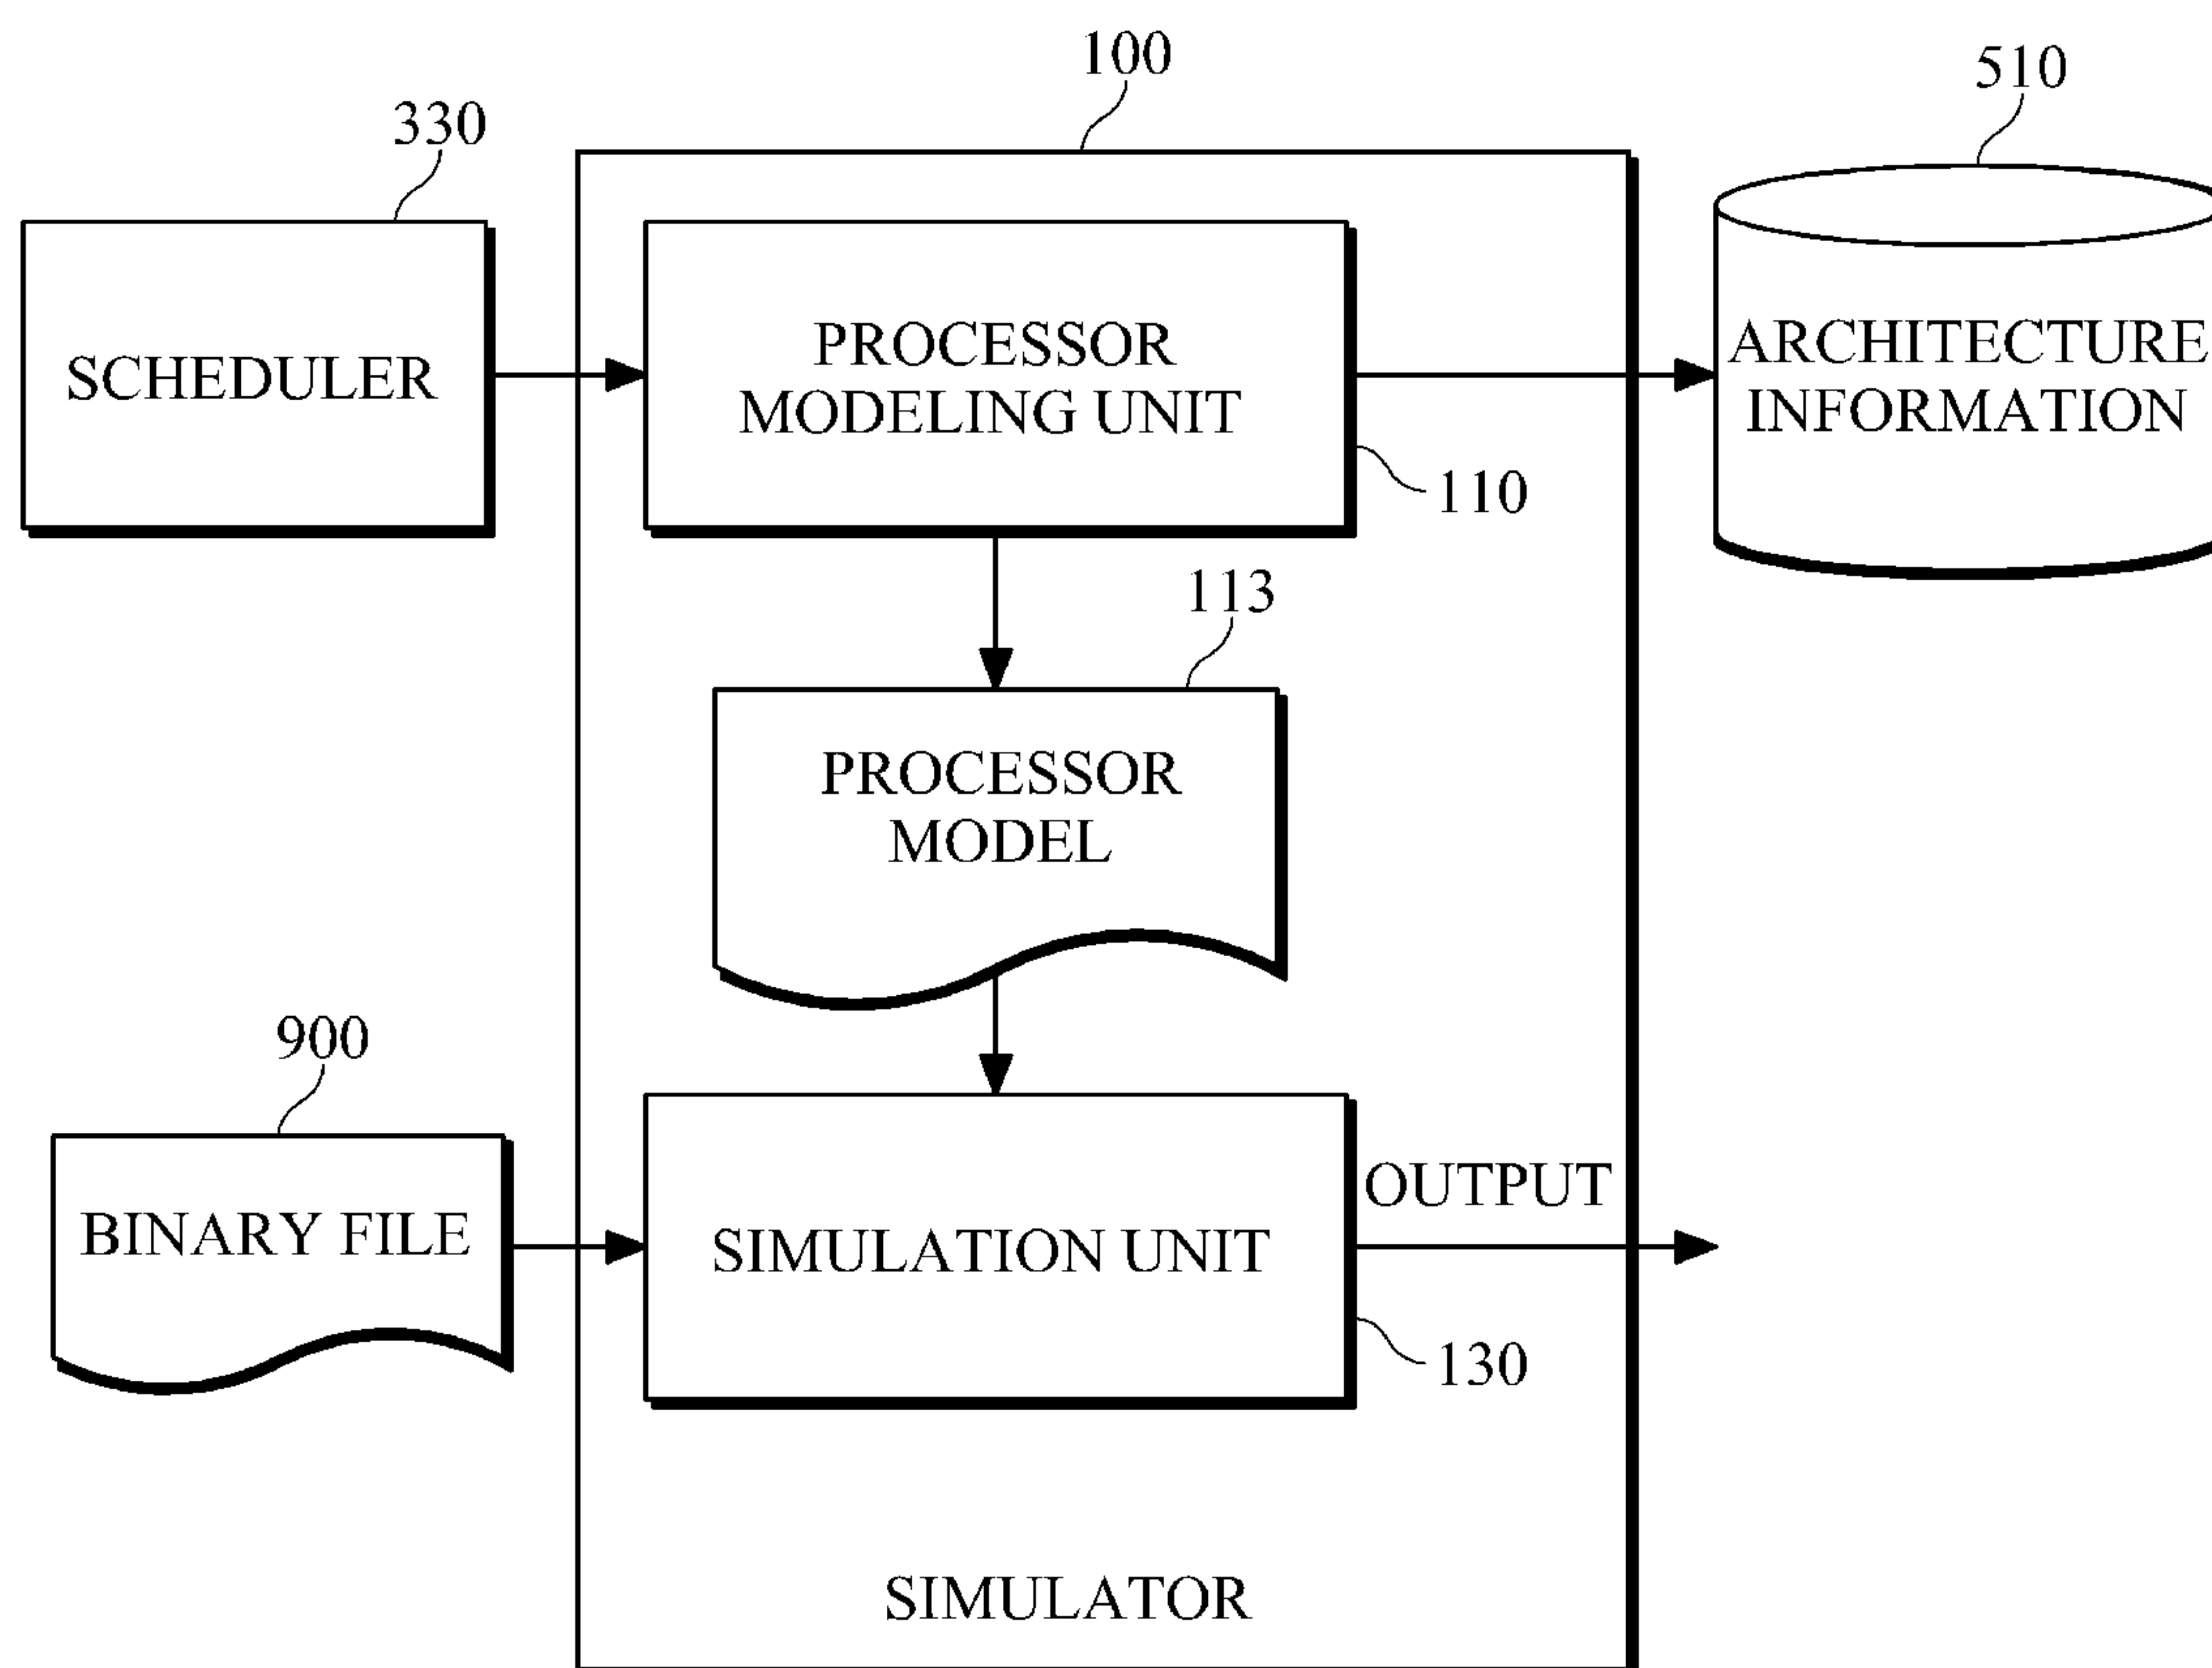 100
510
330
SCHEDULER
PROCESSOR
MODELING UNIT
ARCHITECTURE
INFORMATION
110
113
PROCESSOR
MODEL
900
BINARY FILE
SIMULATION UNIT
OUTPUT
130
SIMULATOR